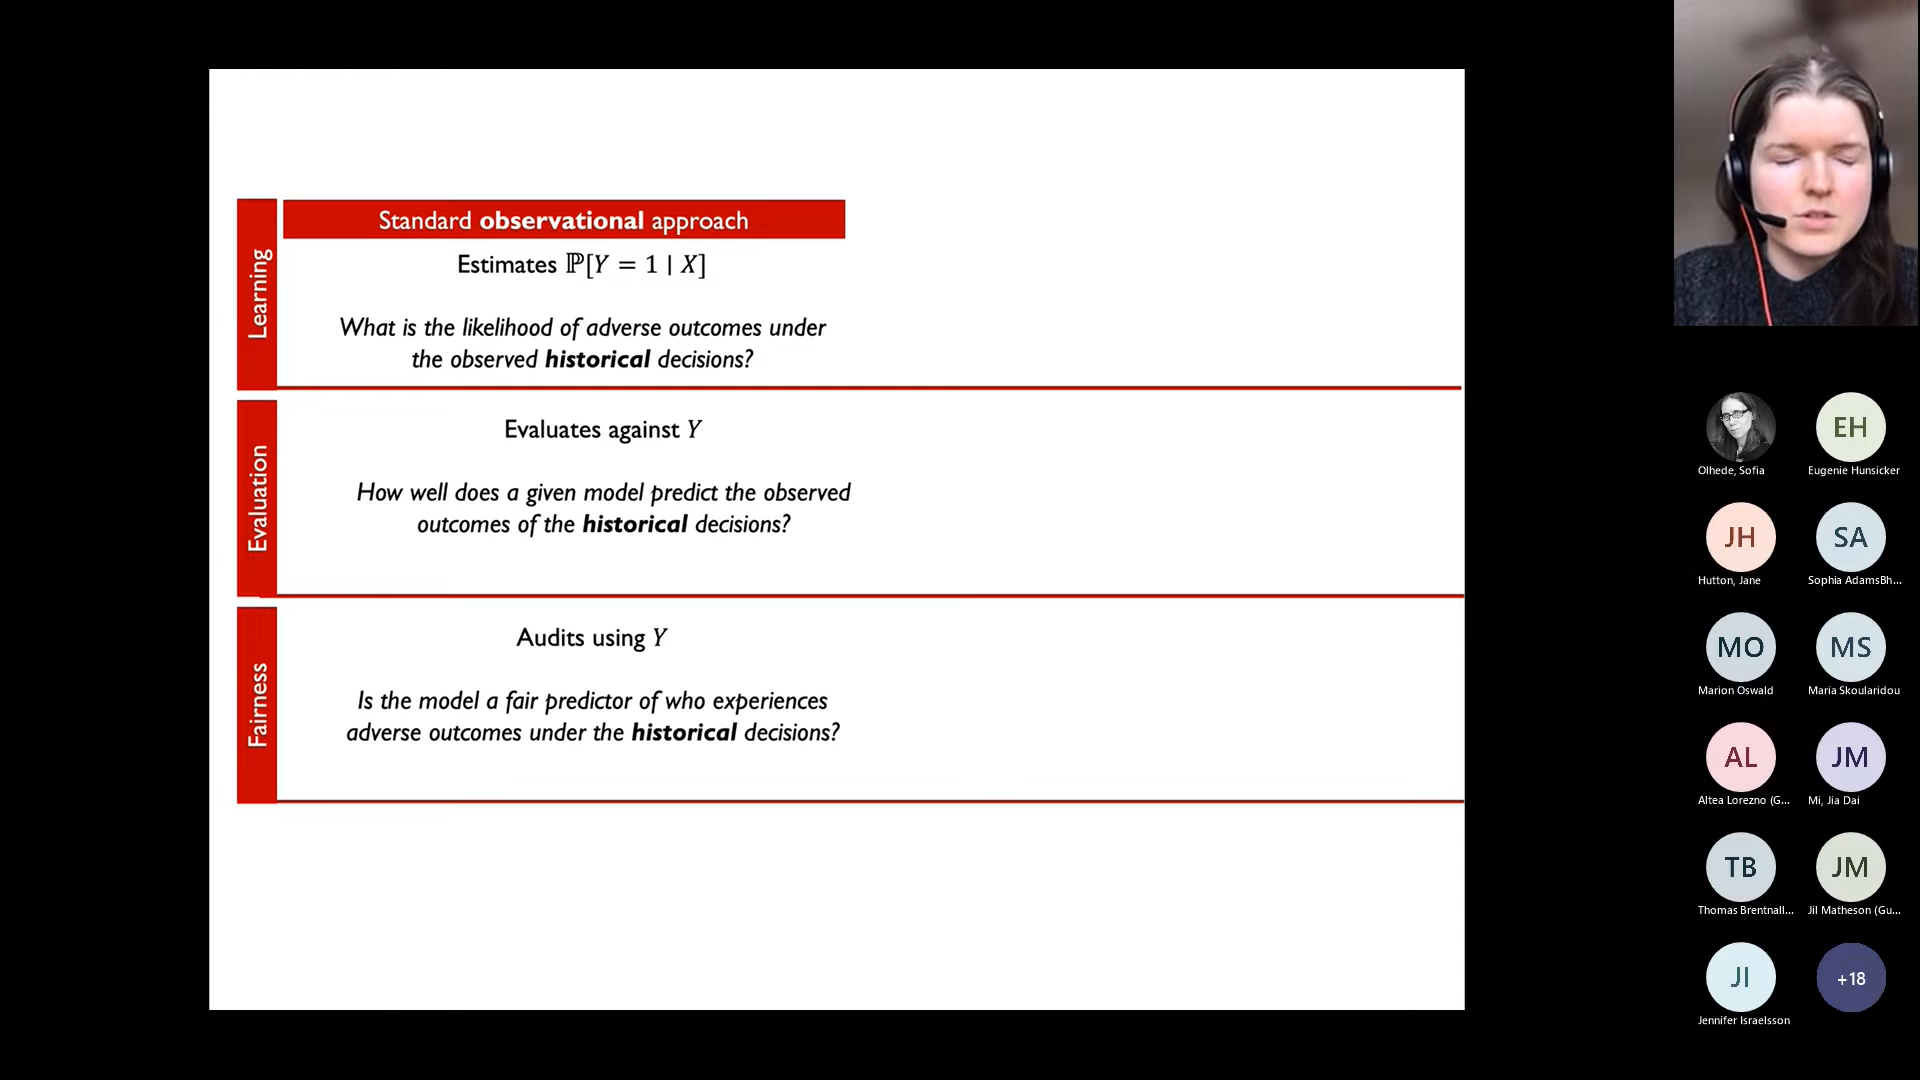 Standard observational approach
Learning
Estimates ℙ[Y = 1 | X]
What is the likelihood of adverse outcomes under
the observed historical decisions?
Evaluation
Evaluates against Y
How well does a given model predict the observed
outcomes of the historical decisions?
Fairness
Audits using Y
Is the model a fair predictor of who experiences
adverse outcomes under the historical decisions?
Olhede, Sofia
EH
Eugenie Hunsicker
JH
Hutton, Jane
SA
Sophia AdamsBh...
MO
Marion Oswald
MS
Maria Skoularidou
AL
Altea Lorezno (G...
JM
Mi, Jia Dai
TB
Thomas Brentnall...
JM
Jil Matheson (Gu...
JI
Jennifer Israelsson
+18